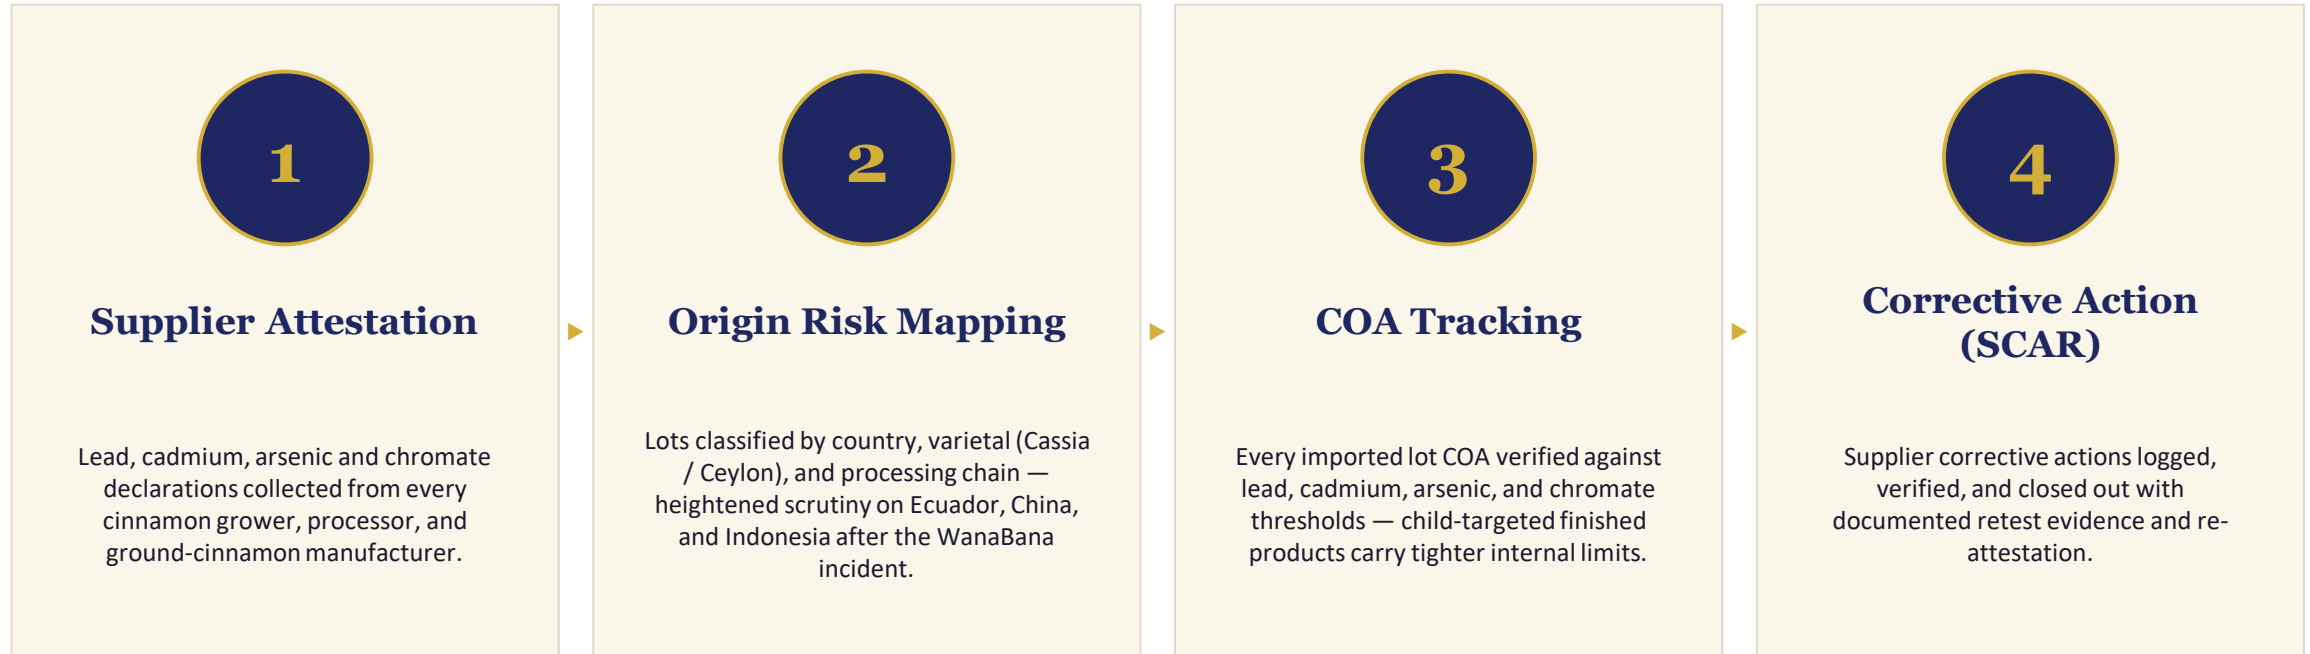 1
Supplier Attestation
Lead, cadmium, arsenic and chromate
declarations collected from every
cinnamon grower, processor, and
ground-cinnamon manufacturer.
2
Origin Risk Mapping
Lots classified by country, varietal (Cassia
/ Ceylon), and processing chain —
heightened scrutiny on Ecuador, China,
and Indonesia after the WanaBana
incident.
3
COA Tracking
Every imported lot COA verified against
lead, cadmium, arsenic, and chromate
thresholds — child-targeted finished
products carry tighter internal limits.
4
Corrective Action
(SCAR)
Supplier corrective actions logged,
verified, and closed out with
documented retest evidence and re-
attestation.